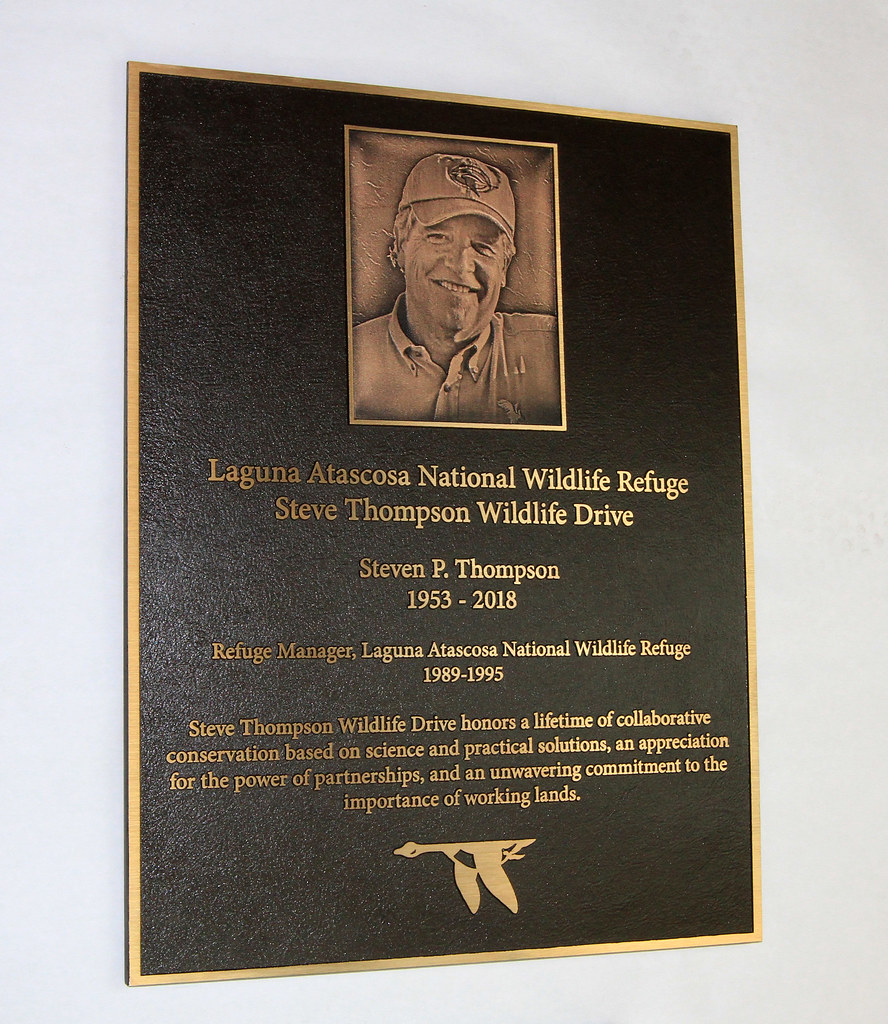 Laguna Atascosa National Wildlife Refuge
Steve Thompson Wildlife Drive
Steven P. Thompson
1953 - 2018
Refuge Manager, Laguna Atascosa National Wildlife Refuge
1989-1995
Steve Thompson Wildlife Drive honors a lifetime of collaborative
conservation based on science and practical solutions, an appreciation
for the power of partnerships, and an unwavering commitment to the
importance of working lands.